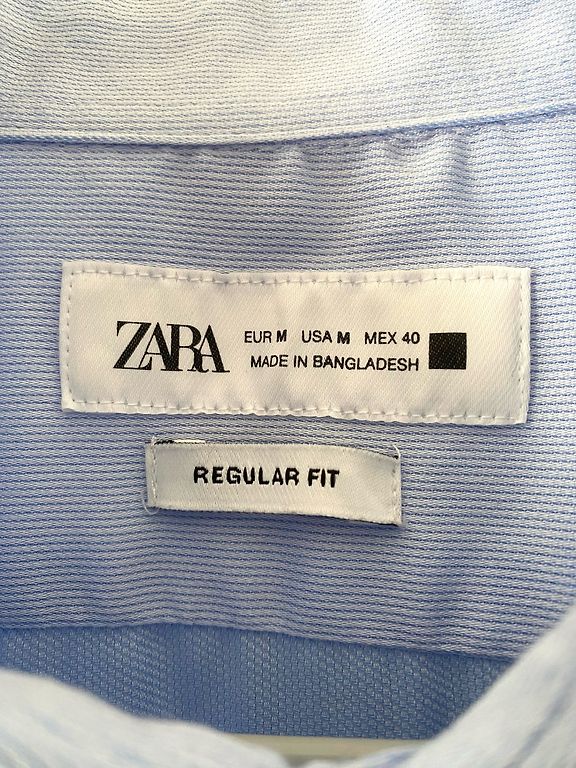 ZARA
EUR M USA M MEX 40
MADE IN BANGLADESH
REGULAR FIT